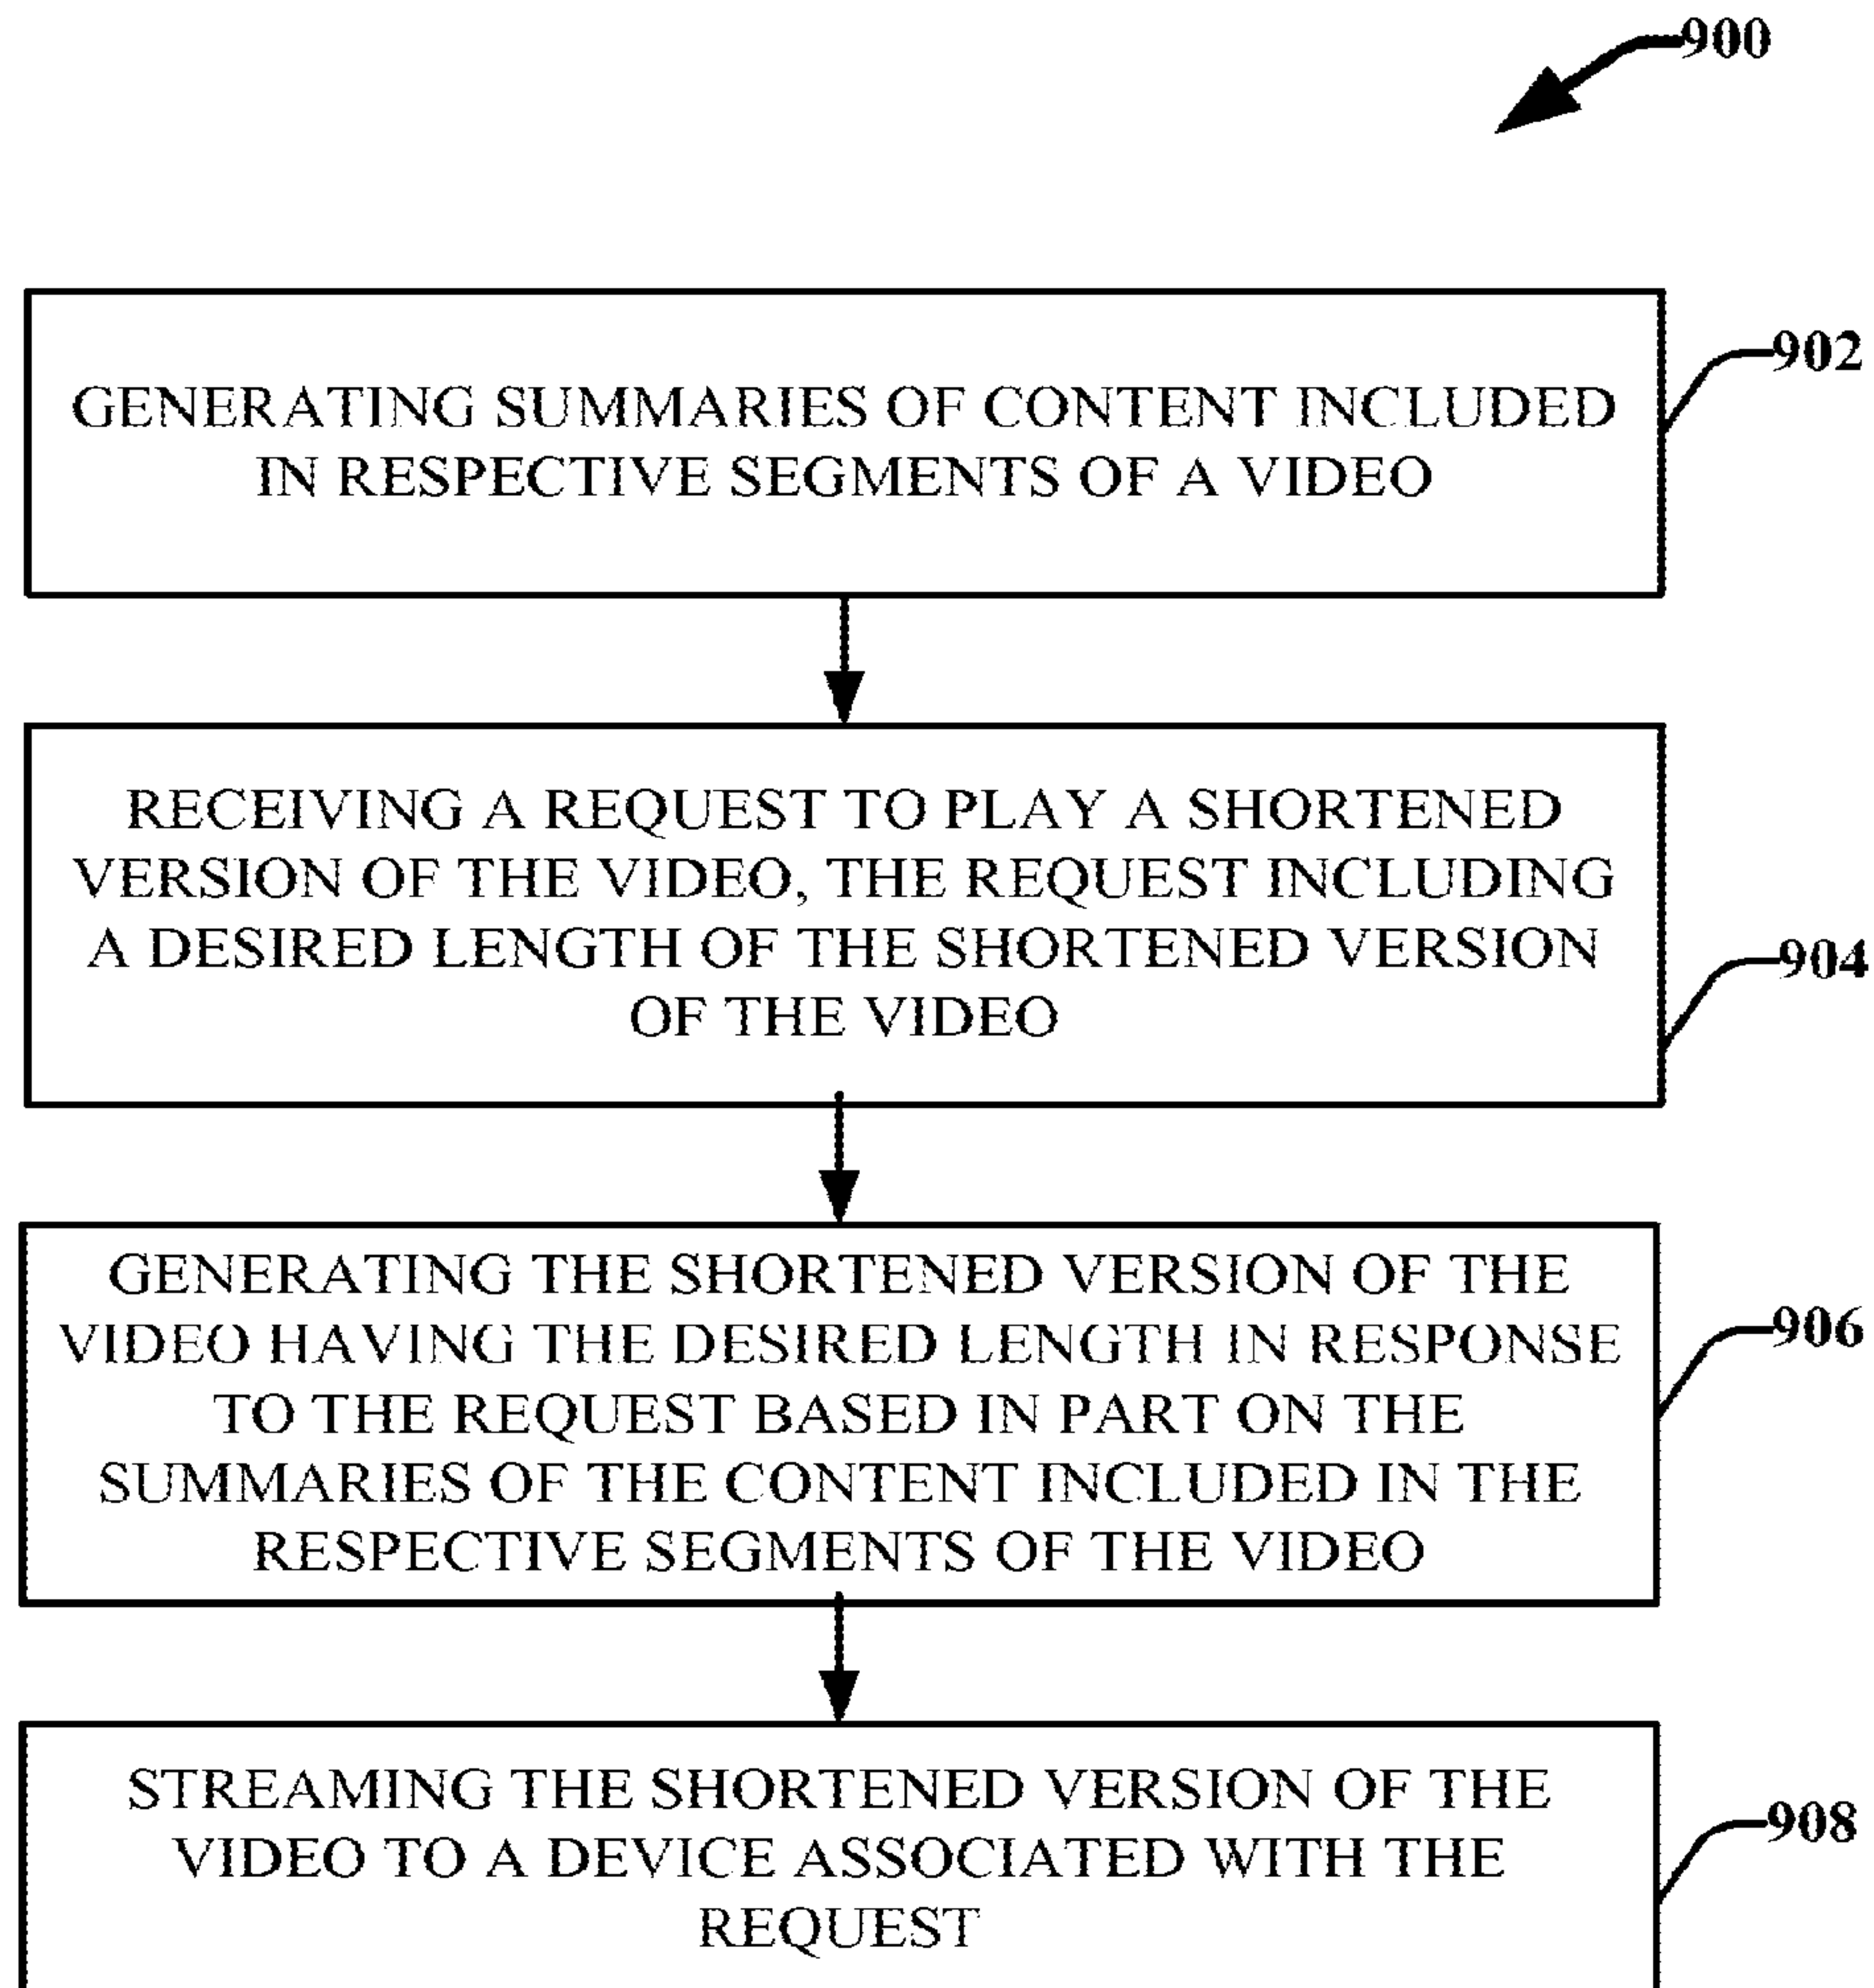 900
GENERATING SUMMARIES OF CONTENT INCLUDED
IN RESPECTIVE SEGMENTS OF A VIDEO
902
RECEIVING A REQUEST TO PLAY A SHORTENED
VERSION OF THE VIDEO, THE REQUEST INCLUDING
A DESIRED LENGTH OF THE SHORTENED VERSION
OF THE VIDEO
904
GENERATING THE SHORTENED VERSION OF THE
VIDEO HAVING THE DESIRED LENGTH IN RESPONSE
TO THE REQUEST BASED IN PART ON THE
SUMMARIES OF THE CONTENT INCLUDED IN THE
RESPECTIVE SEGMENTS OF THE VIDEO
906
STREAMING THE SHORTENED VERSION OF THE
VIDEO TO A DEVICE ASSOCIATED WITH THE
REQUEST
908